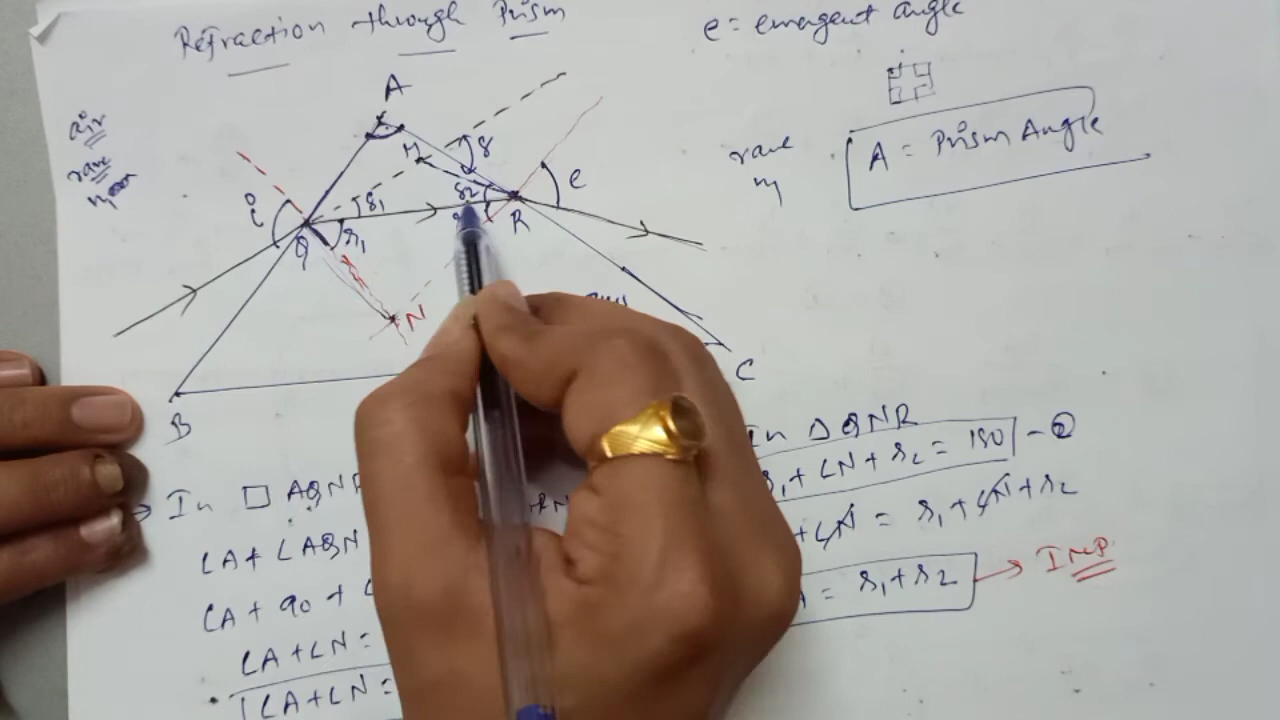 Refraction through Prism
e = emergent angle
air
rare
rare
A = Prism Angle
A
M
δ
i
δ1
δ2
e
Q
r1
R
N
B
C
In □ AQNR
∠A + ∠AQN
∠A + 90 +
∠A + ∠N =
∠A + ∠N =
In Δ QNR
r1 + ∠N + r2 = 180 - ②
+ ∠N = r1 + ∠N + r2
= r1 + r2 → IMP